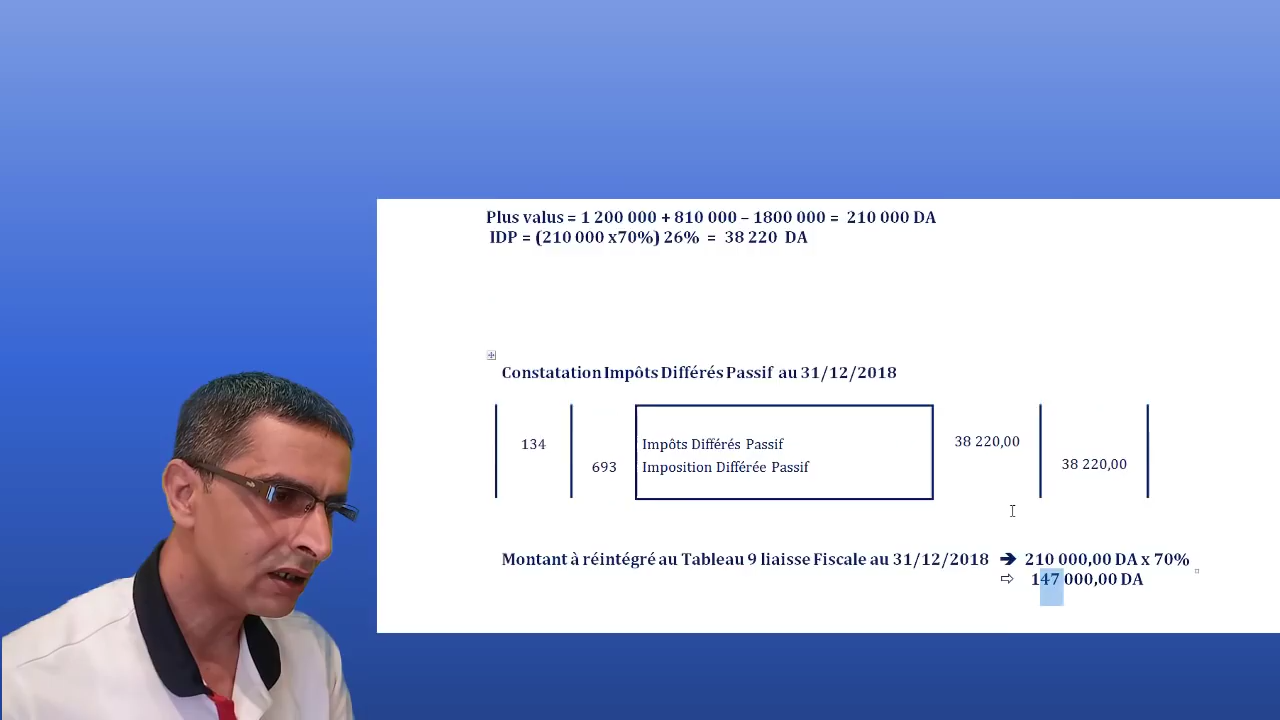 Plus valus = 1 200 000 + 810 000 – 1800 000 = 210 000 DA
IDP = (210 000 x70%) 26% = 38 220 DA
Constatation Impôts Différés Passif au 31/12/2018
134 Impôts Différés Passif 38 220,00
693 Imposition Différée Passif 38 220,00
Montant à réintégré au Tableau 9 liaisse Fiscale au 31/12/2018 ➔ 210 000,00 DA x 70%
⇨ 147 000,00 DA